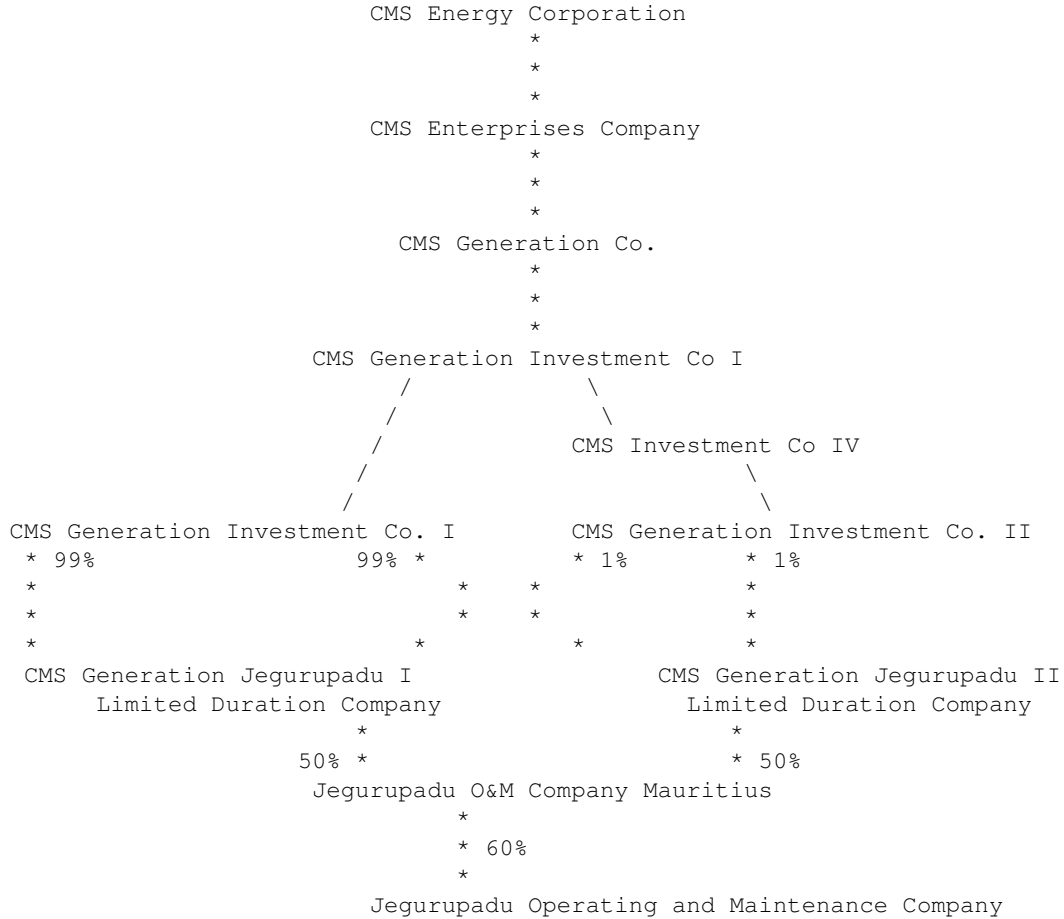 CMS Energy Corporation
*
*
*
CMS Enterprises Company
*
*
*
CMS Generation Co.
*
*
*
CMS Generation Investment Co I
/ \
/ \
/ CMS Investment Co IV
/ \
/ \
CMS Generation Investment Co. I CMS Generation Investment Co. II
* 99% 99% * * 1% * 1%
* * * *
* * * *
* * * *
CMS Generation Jegurupadu I CMS Generation Jegurupadu II
Limited Duration Company Limited Duration Company
* *
50% * * 50%
Jegurupadu O&M Company Mauritius
*
* 60%
*
Jegurupadu Operating and Maintenance Company